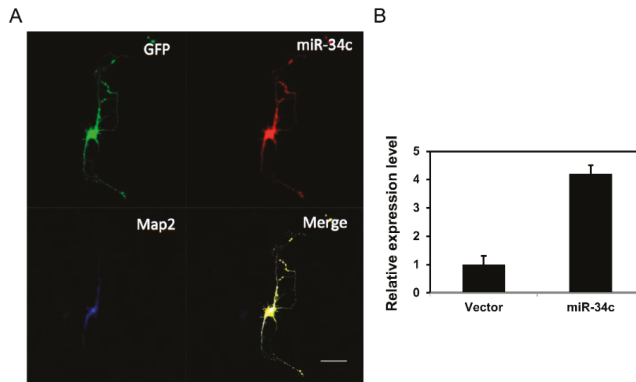 A
GFP
miR-34c
Map2
Merge
B
Relative expression level
5
4
3
2
1
0
Vector
miR-34c